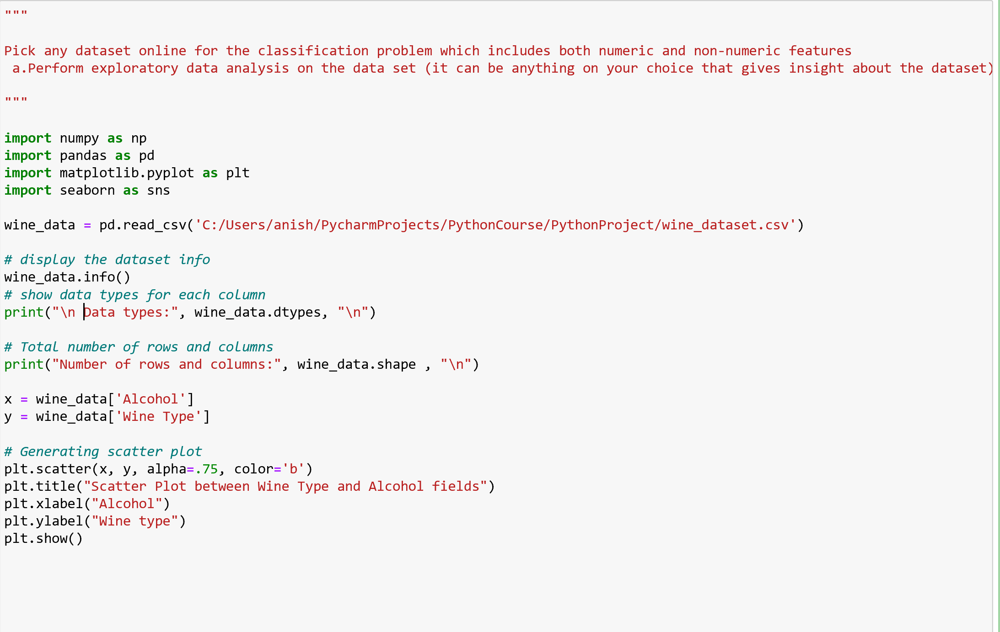 """
Pick any dataset online for the classification problem which includes both numeric and non-numeric features
 a.Perform exploratory data analysis on the data set (it can be anything on your choice that gives insight about the dataset)
"""
import numpy as np
import pandas as pd
import matplotlib.pyplot as plt
import seaborn as sns
wine_data = pd.read_csv('C:/Users/anish/PycharmProjects/PythonCourse/PythonProject/wine_dataset.csv')
# display the dataset info
wine_data.info()
# show data types for each column
print("\n Data types:", wine_data.dtypes, "\n")
# Total number of rows and columns
print("Number of rows and columns:", wine_data.shape , "\n")
x = wine_data['Alcohol']
y = wine_data['Wine Type']
# Generating scatter plot
plt.scatter(x, y, alpha=.75, color='b')
plt.title("Scatter Plot between Wine Type and Alcohol fields")
plt.xlabel("Alcohol")
plt.ylabel("Wine type")
plt.show()